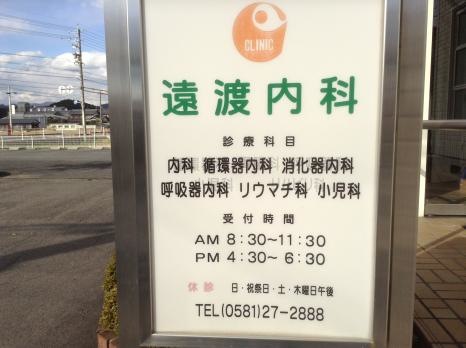 CLINIC
遠渡内科
診療科目
内科 循環器内科 消化器内科
呼吸器内科 リウマチ科 小児科
受付時間
AM 8:30～11:30
PM 4:30～ 6:30
休診 日・祝祭日・土・木曜日午後
TEL(0581)27-2888